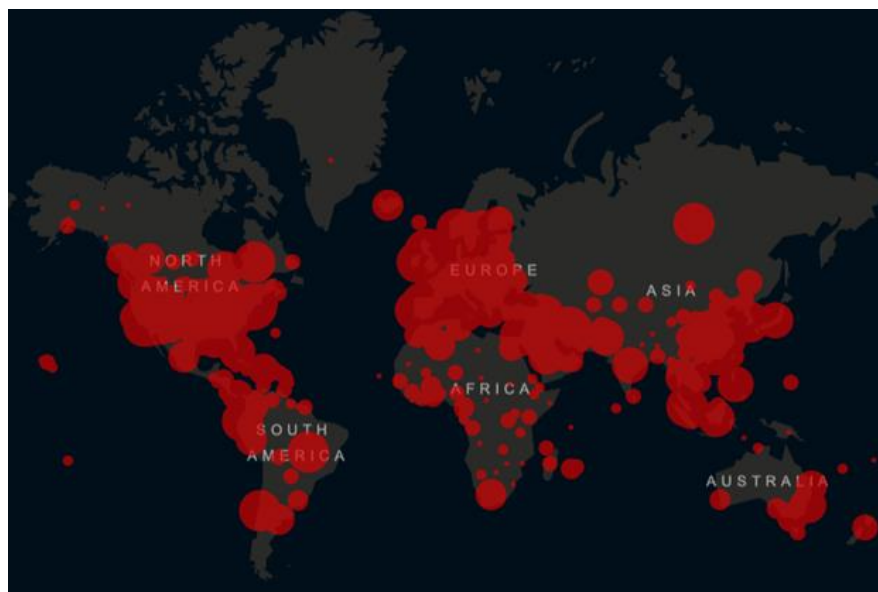 NORTH
AMERICA
EUROPE
ASIA
AFRICA
SOUTH
AMERICA
AUSTRALIA